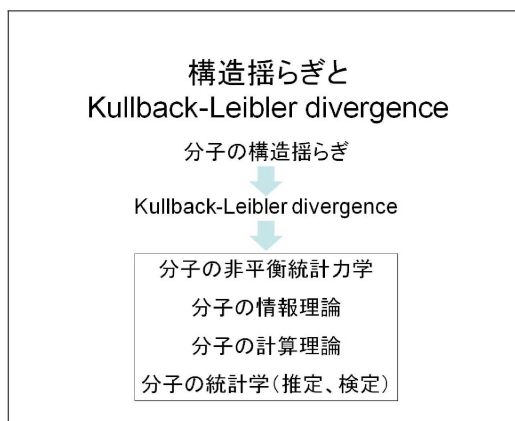 構造揺らぎと
Kullback-Leibler divergence
分子の構造揺らぎ
Kullback-Leibler divergence
分子の非平衡統計力学
分子の情報理論
分子の計算理論
分子の統計学(推定、検定)